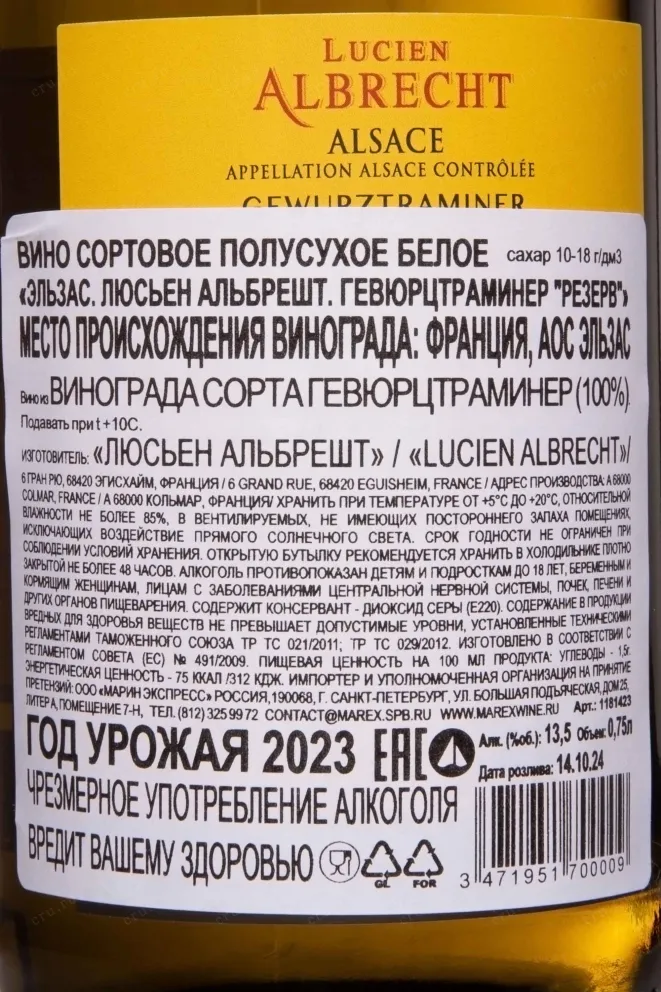 LUCIEN
ALBRECHT
ALSACE
APPELLATION ALSACE CONTRÔLÉE
GEWURZTRAMINER
ВИНО СОРТОВОЕ ПОЛУСУХОЕ БЕЛОЕ сахар 10-18 г/дм3
«ЭЛЬЗАС. ЛЮСЬЕН АЛЬБРЕШТ. ГЕВЮРЦТРАМИНЕР "РЕЗЕРВ"»
МЕСТО ПРОИСХОЖДЕНИЯ ВИНОГРАДА: ФРАНЦИЯ, АОС ЭЛЬЗАС
Вино из ВИНОГРАДА СОРТА ГЕВЮРЦТРАМИНЕР (100%).
Подавать при t +10С.
ИЗГОТОВИТЕЛЬ: «ЛЮСЬЕН АЛЬБРЕШТ» / «LUCIEN ALBRECHT»/
6 ГРАН РЮ, 68420 ЭГИСХАЙМ, ФРАНЦИЯ / 6 GRAND RUE, 68420 EGUISHEIM, FRANCE / АДРЕС ПРОИЗВОДСТВА: A 68000
COLMAR, FRANCE / А 68000 КОЛЬМАР, ФРАНЦИЯ/ ХРАНИТЬ ПРИ ТЕМПЕРАТУРЕ ОТ +5°С ДО +20°С, ОТНОСИТЕЛЬНОЙ
ВЛАЖНОСТИ НЕ БОЛЕЕ 85%, В ВЕНТИЛИРУЕМЫХ, НЕ ИМЕЮЩИХ ПОСТОРОННЕГО ЗАПАХА ПОМЕЩЕНИЯХ,
ИСКЛЮЧАЮЩИХ ВОЗДЕЙСТВИЕ ПРЯМОГО СОЛНЕЧНОГО СВЕТА. СРОК ГОДНОСТИ НЕ ОГРАНИЧЕН ПРИ
СОБЛЮДЕНИИ УСЛОВИЙ ХРАНЕНИЯ. ОТКРЫТУЮ БУТЫЛКУ РЕКОМЕНДУЕТСЯ ХРАНИТЬ В ХОЛОДИЛЬНИКЕ ПЛОТНО
ЗАКРЫТОЙ НЕ БОЛЕЕ 48 ЧАСОВ. АЛКОГОЛЬ ПРОТИВОПОКАЗАН ДЕТЯМ И ПОДРОСТКАМ ДО 18 ЛЕТ, БЕРЕМЕННЫМ И
КОРМЯЩИМ ЖЕНЩИНАМ, ЛИЦАМ С ЗАБОЛЕВАНИЯМИ ЦЕНТРАЛЬНОЙ НЕРВНОЙ СИСТЕМЫ, ПОЧЕК, ПЕЧЕНИ И
ДРУГИХ ОРГАНОВ ПИЩЕВАРЕНИЯ. СОДЕРЖИТ КОНСЕРВАНТ - ДИОКСИД СЕРЫ (Е220). СОДЕРЖАНИЕ В ПРОДУКЦИИ
ВРЕДНЫХ ДЛЯ ЗДОРОВЬЯ ВЕЩЕСТВ НЕ ПРЕВЫШАЕТ ДОПУСТИМЫЕ УРОВНИ, УСТАНОВЛЕННЫЕ ТЕХНИЧЕСКИМИ
РЕГЛАМЕНТАМИ ТАМОЖЕННОГО СОЮЗА ТР ТС 021/2011; ТР ТС 029/2012. ИЗГОТОВЛЕНО В СООТВЕТСТВИИ С
РЕГЛАМЕНТОМ СОВЕТА (ЕС) № 491/2009. ПИЩЕВАЯ ЦЕННОСТЬ НА 100 МЛ ПРОДУКТА: УГЛЕВОДЫ - 1,5г.
ЭНЕРГЕТИЧЕСКАЯ ЦЕННОСТЬ - 75 ККАЛ /312 КДЖ. ИМПОРТЕР И УПОЛНОМОЧЕННАЯ ОРГАНИЗАЦИЯ НА ПРИНЯТИЕ
ПРЕТЕНЗИЙ: ООО «МАРИН ЭКСПРЕСС» РОССИЯ, 190068, Г. САНКТ-ПЕТЕРБУРГ, УЛ. БОЛЬШАЯ ПОДЪЯЧЕСКАЯ, ДОМ 25,
ЛИТЕР А, ПОМЕЩЕНИЕ 7-Н, ТЕЛ. (812) 325 99 72 CONTACT@MAREX.SPB.RU WWW.MAREXWINE.RU Арт.: 1181423
ГОД УРОЖАЯ 2023 EAC Алк. (%об.): 13,5 Объем: 0,75л
Дата розлива: 14.10.24
ЧРЕЗМЕРНОЕ УПОТРЕБЛЕНИЕ АЛКОГОЛЯ
ВРЕДИТ ВАШЕМУ ЗДОРОВЬЮ
GL FOR
3 471951 700009